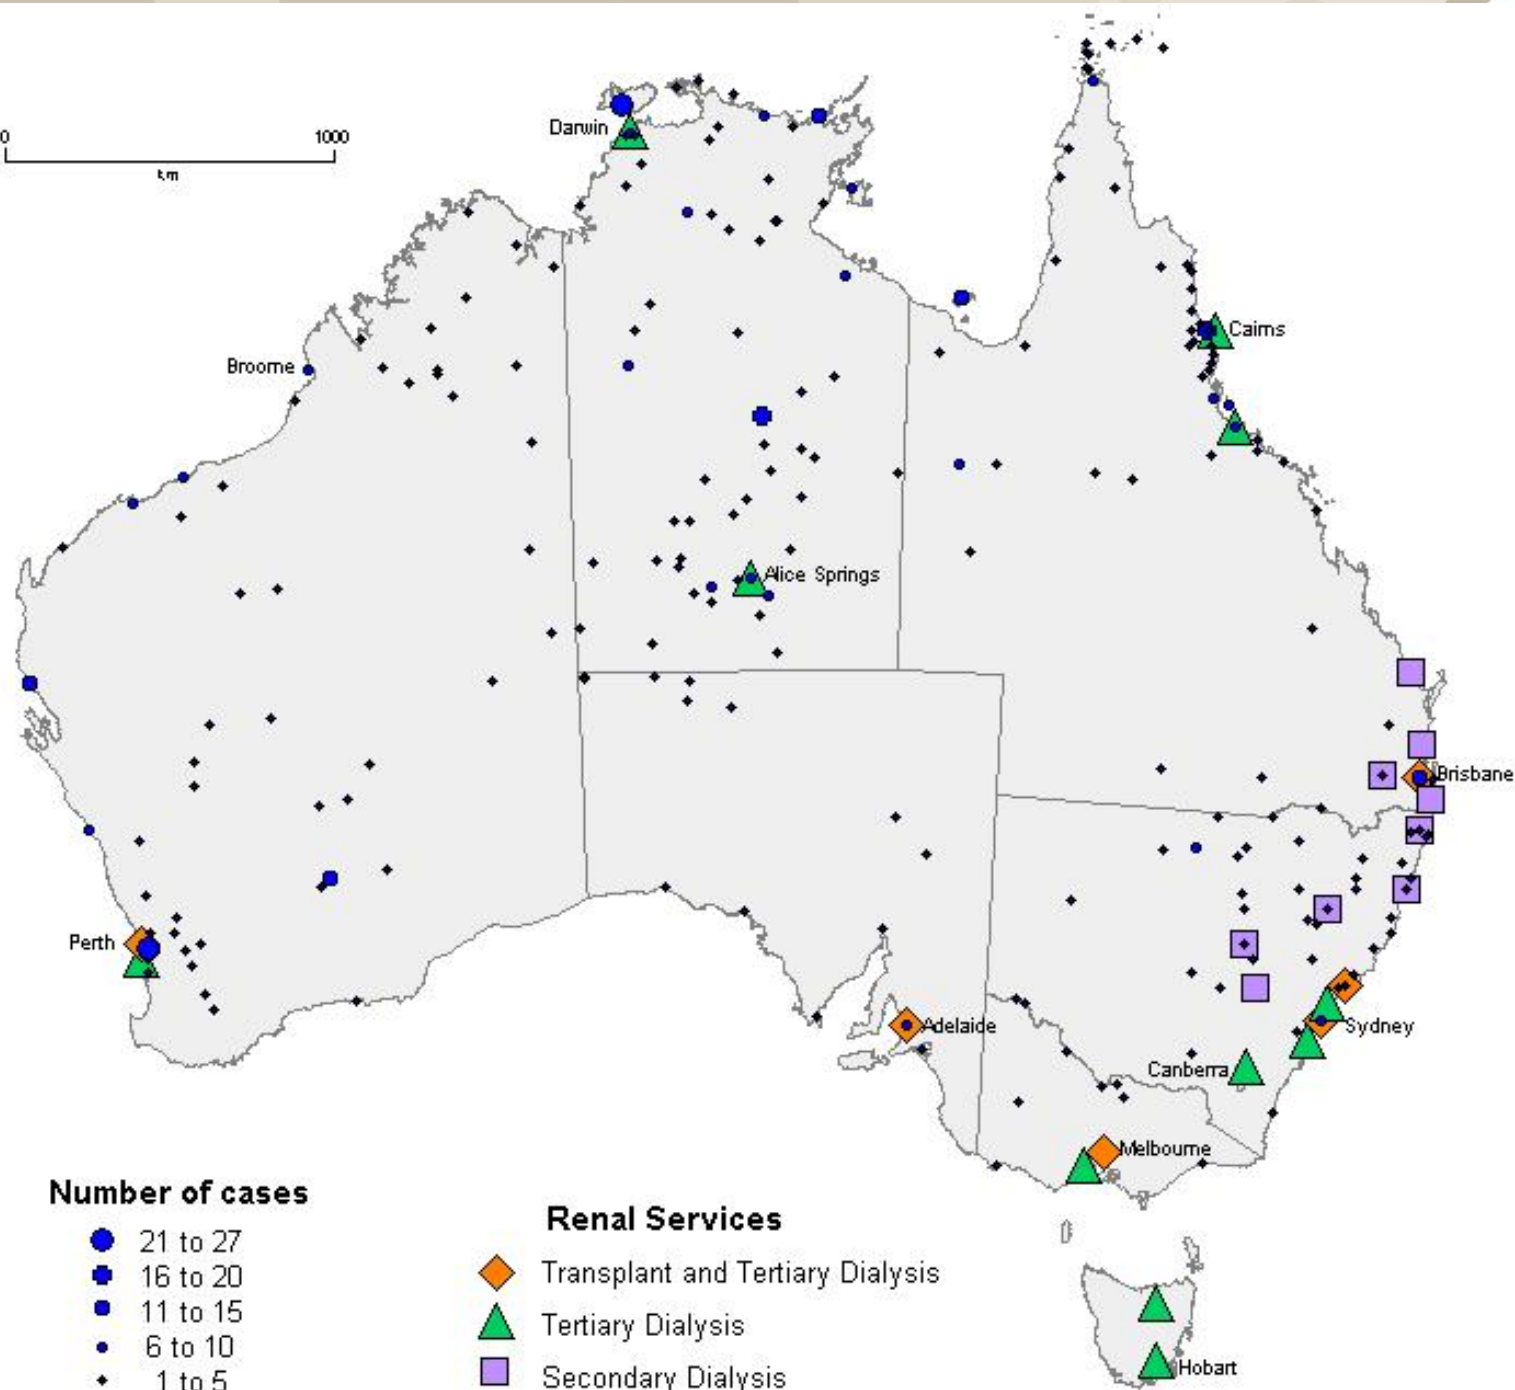 0 1000
km
Darwin
Cairns
Broome
Alice Springs
Brisbane
Perth
Adelaide
Sydney
Canberra
Melbourne
Number of cases
21 to 27
16 to 20
11 to 15
6 to 10
1 to 5
Renal Services
Transplant and Tertiary Dialysis
Tertiary Dialysis
Secondary Dialysis
Hobart